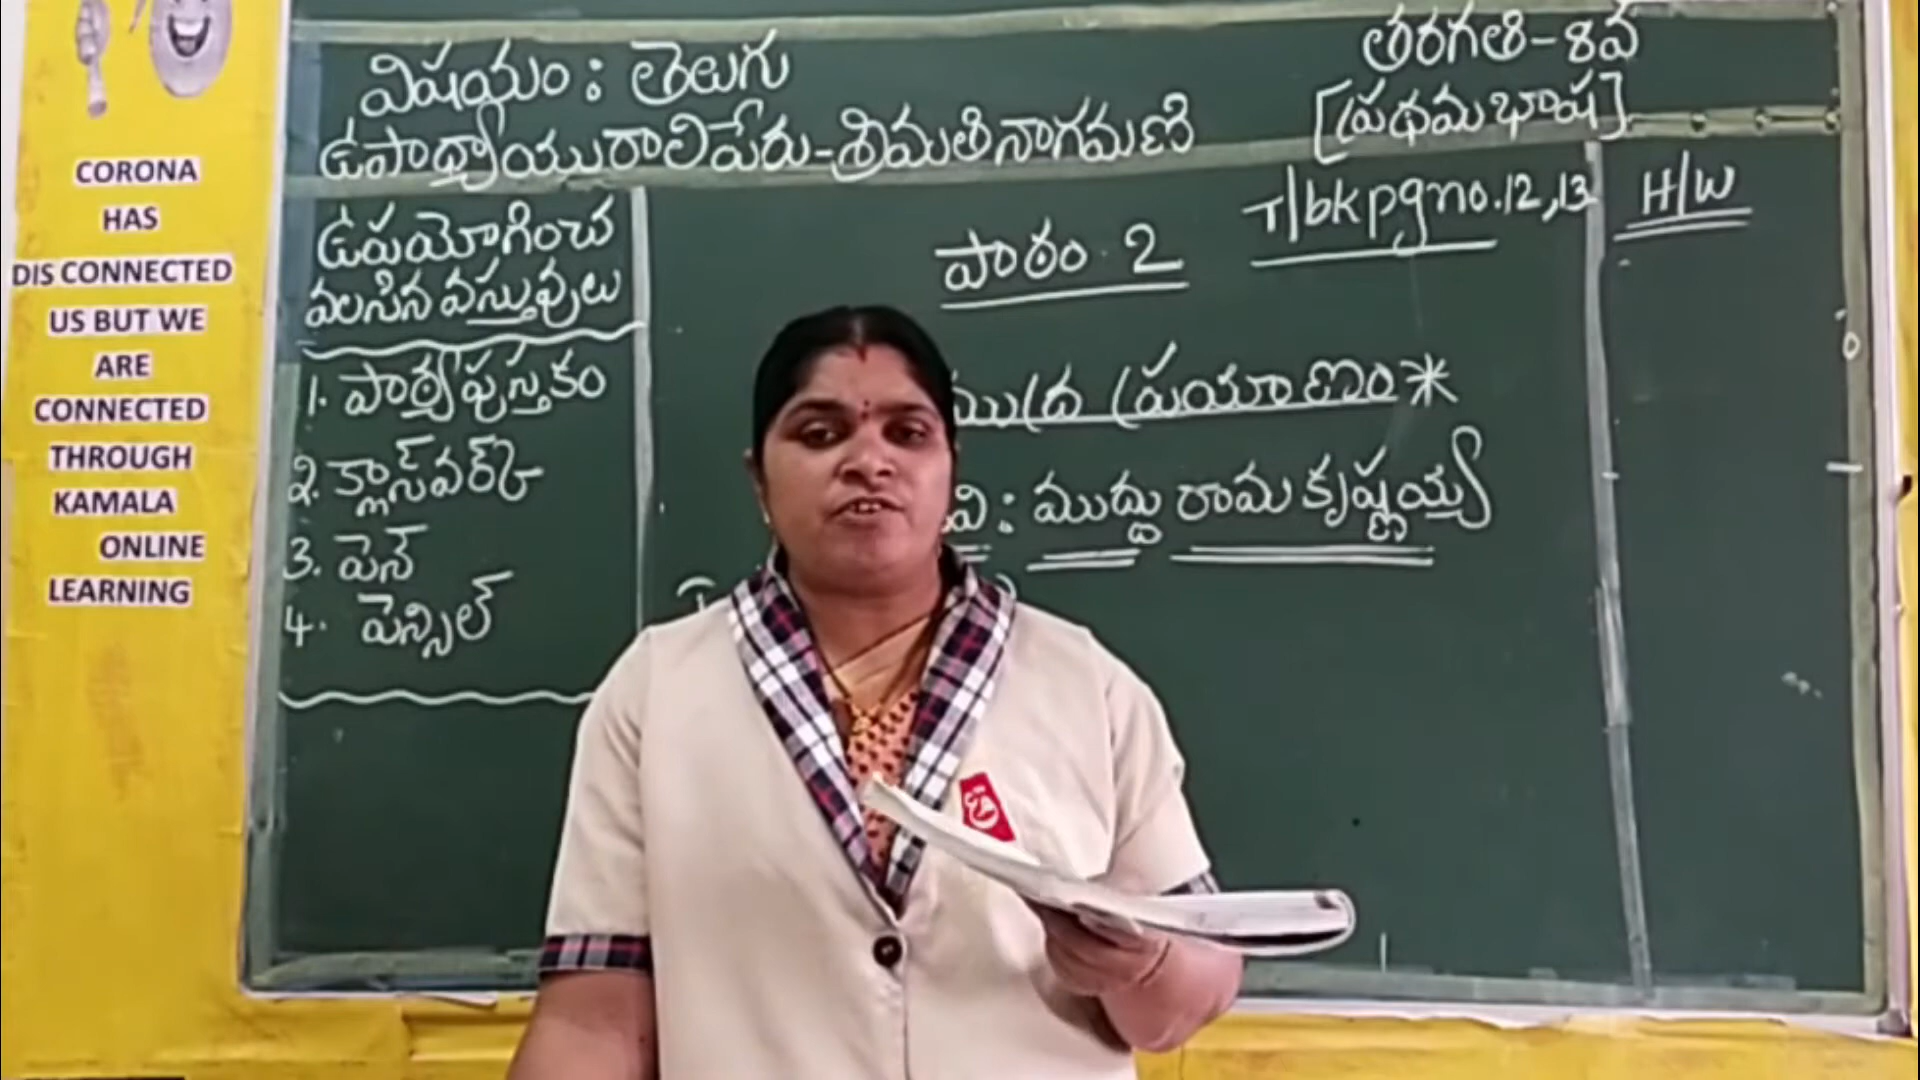 CORONA
HAS
DIS CONNECTED
US BUT WE
ARE
CONNECTED
THROUGH
KAMALA
ONLINE
LEARNING
విషయం : తెలుగు
ఉపాధ్యాయురాలి పేరు - శ్రీమతి నాగమణి
తరగతి - 8వ
[ప్రథమ భాష]
ఉపయోగించ
వలసిన వస్తువులు
1. పాఠ్యపుస్తకం
2. క్లాస్ వర్క్
3. పెన్
4. పెన్సిల్
T/bk pg no. 12, 13
పాఠం 2
ముద్ర ప్రయాణం *
వి : ముద్దు రామకృష్ణయ్య
H/W